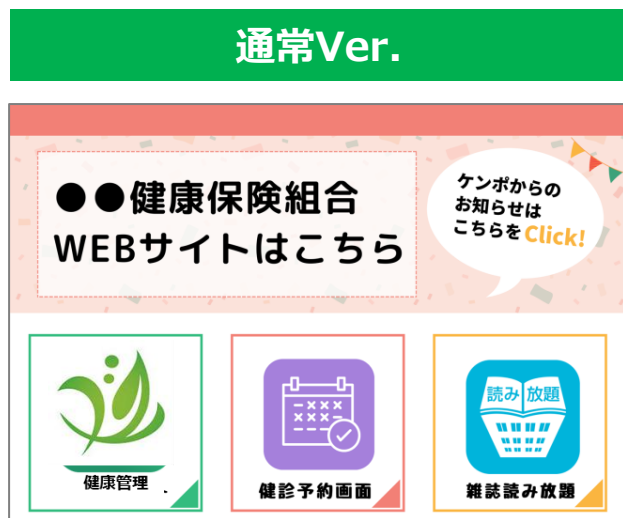 通常Ver.
●●健康保険組合
WEBサイトはこちら
ケンポからの
お知らせは
こちらをClick!
読み放題
健康管理
健診予約画面
雑誌読み放題